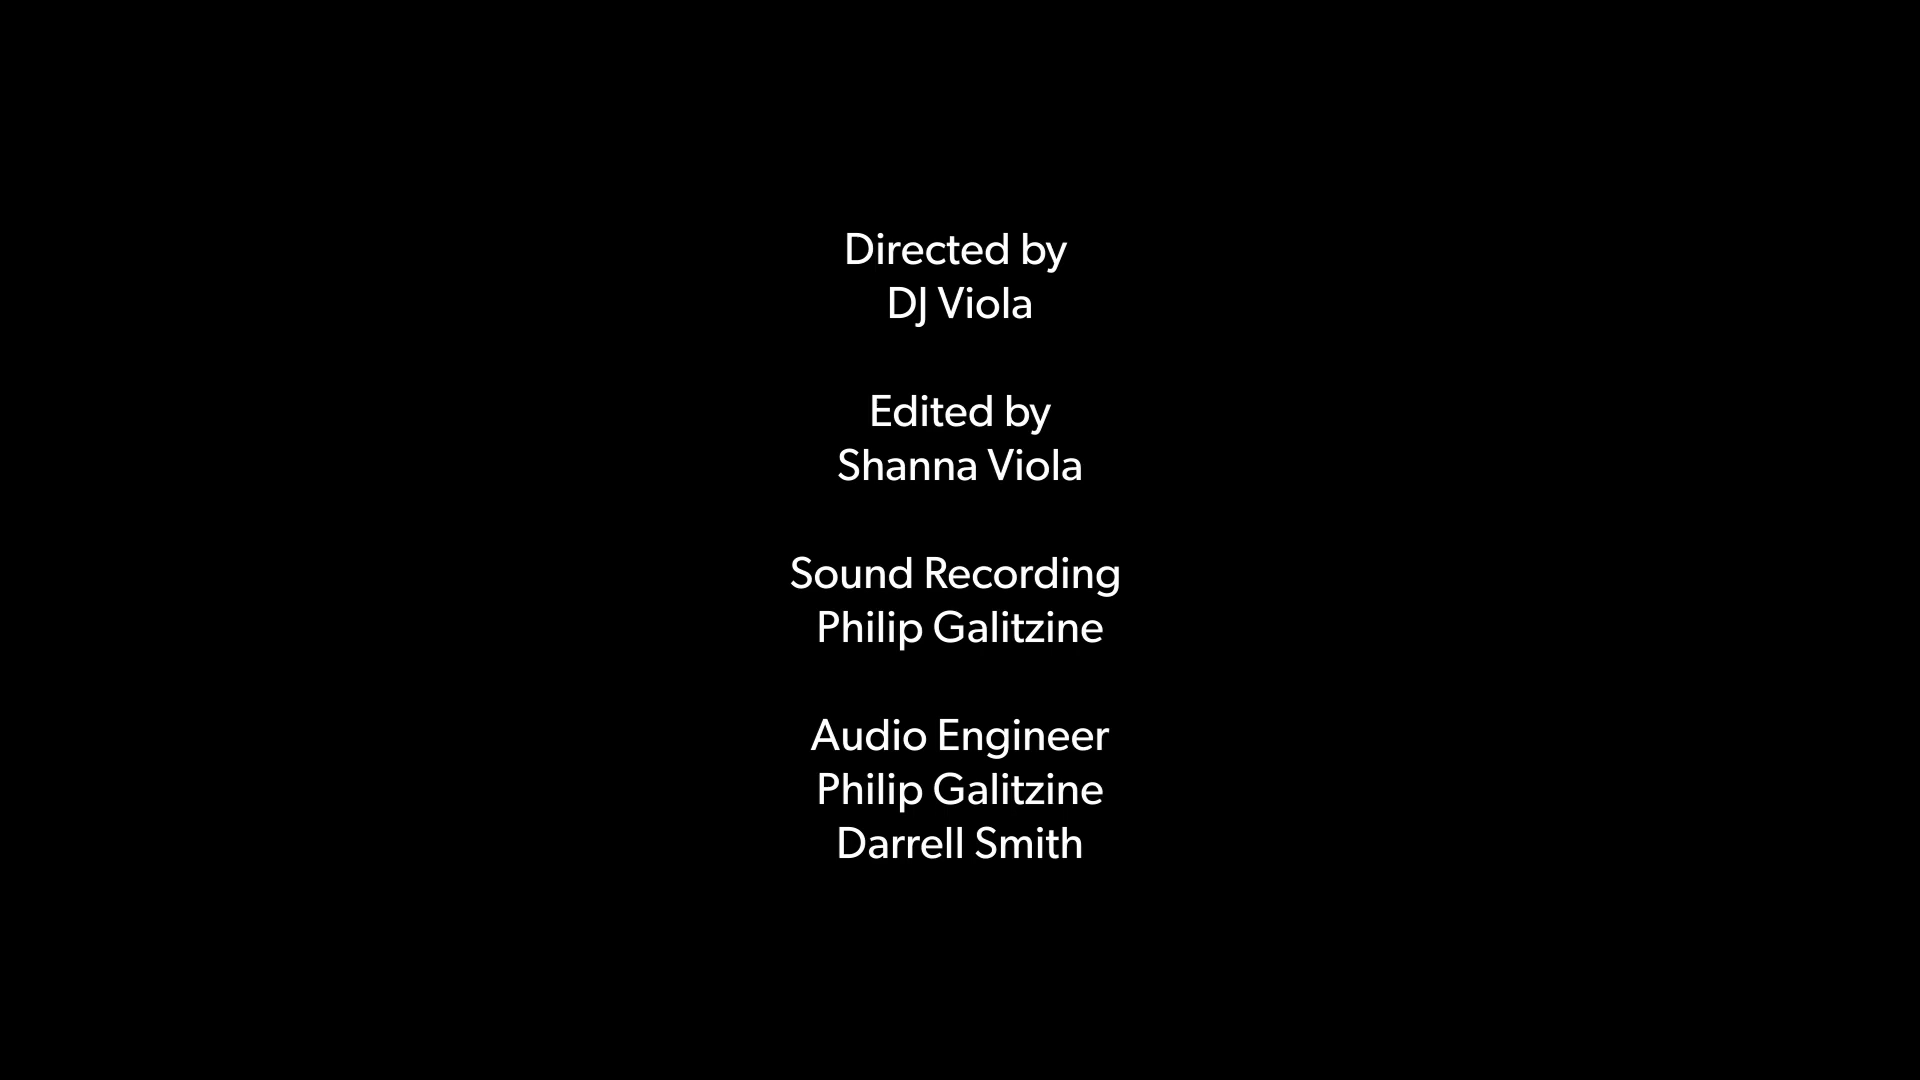 Directed by
DJ Viola
Edited by
Shanna Viola
Sound Recording
Philip Galitzine
Audio Engineer
Philip Galitzine
Darrell Smith